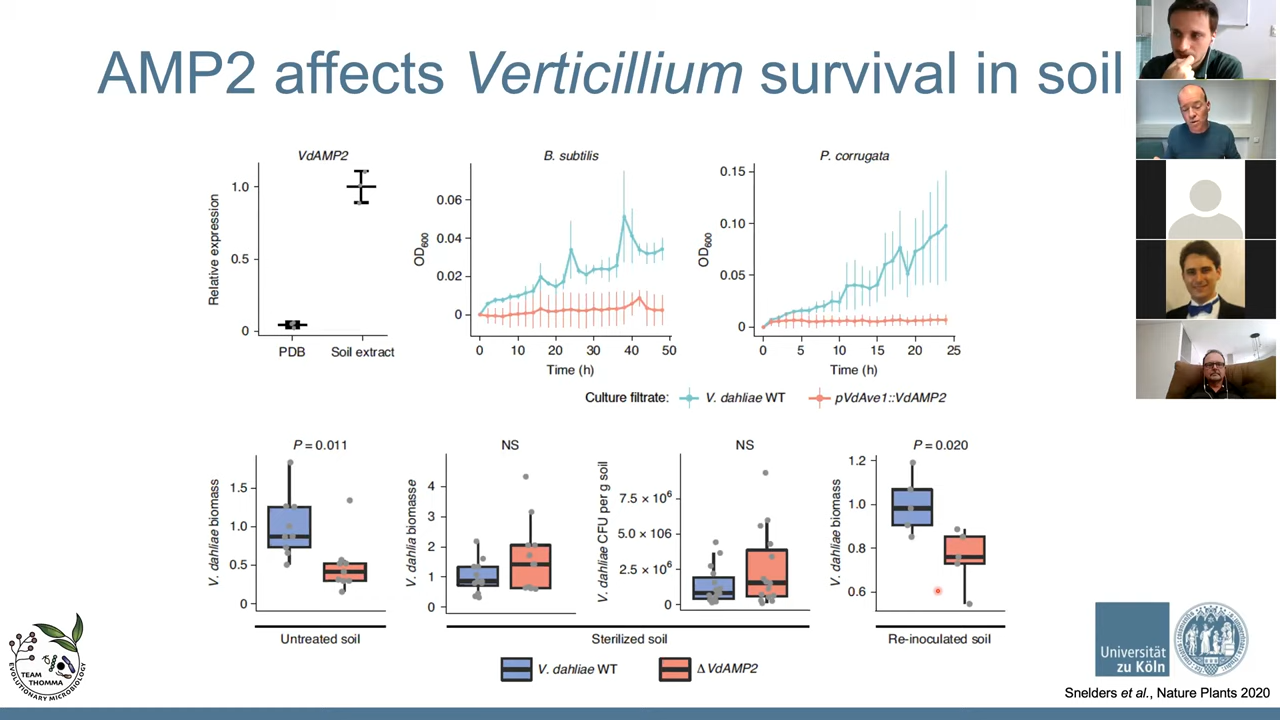 AMP2 affects Verticillium survival in soil
VdAMP2
Relative expression
1.0
0.5
0
PDB
Soil extract
B. subtilis
OD600
0.06
0.04
0.02
0
0 10 20 30 40 50
Time (h)
P. corrugata
OD600
0.15
0.10
0.05
0
0 5 10 15 20 25
Time (h)
Culture filtrate: V. dahliae WT pVdAve1::VdAMP2
P = 0.011
V. dahliae biomass
1.5
1.0
0.5
0
Untreated soil
NS
V. dahlia biomasse
4
3
2
1
0
NS
V. dahliae CFU per g soil
7.5 × 10⁶
5.0 × 10⁶
2.5 × 10⁶
0
Sterilized soil
P = 0.020
V. dahliae biomass
1.2
1.0
0.8
0.6
Re-inoculated soil
V. dahliae WT
Δ VdAMP2
TEAM
THOMMA
EVOLUTIONARY MICROBIOLOGY
Universität
zu Köln
Snelders et al., Nature Plants 2020